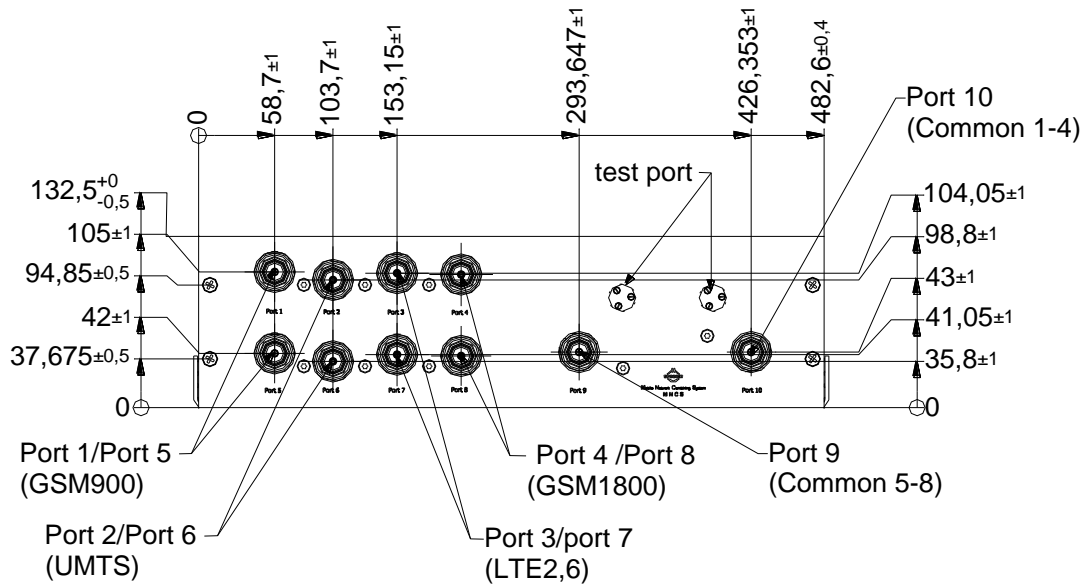 0
58,7±1
103,7±1
153,15±1
293,647±1
426,353±1
482,6±0,4
Port 10
(Common 1-4)
test port
132,5+0 -0,5
105±1
94,85±0,5
42±1
37,675±0,5
0
104,05±1
98,8±1
43±1
41,05±1
35,8±1
0
Port 1
Port 2
Port 3
Port 4
Port 5
Port 6
Port 7
Port 8
Port 9
Port 10
M N C S
Port 1/Port 5
(GSM900)
Port 4 /Port 8
(GSM1800)
Port 9
(Common 5-8)
Port 2/Port 6
(UMTS)
Port 3/port 7
(LTE2,6)